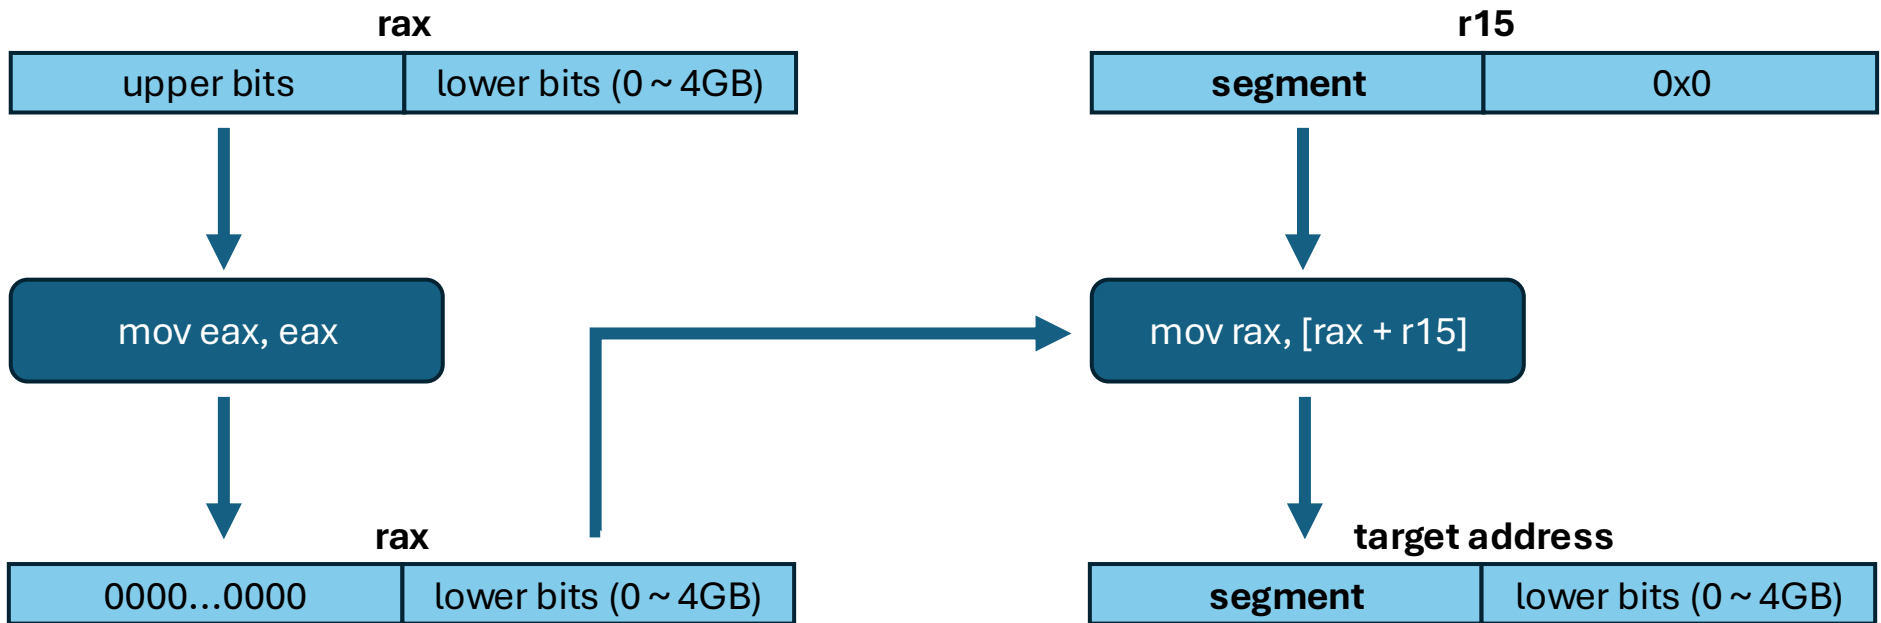 rax
upper bits
lower bits (0 ~ 4GB)
r15
segment
0x0
mov eax, eax
mov rax, [rax + r15]
rax
0000...0000
lower bits (0 ~ 4GB)
target address
segment
lower bits (0 ~ 4GB)